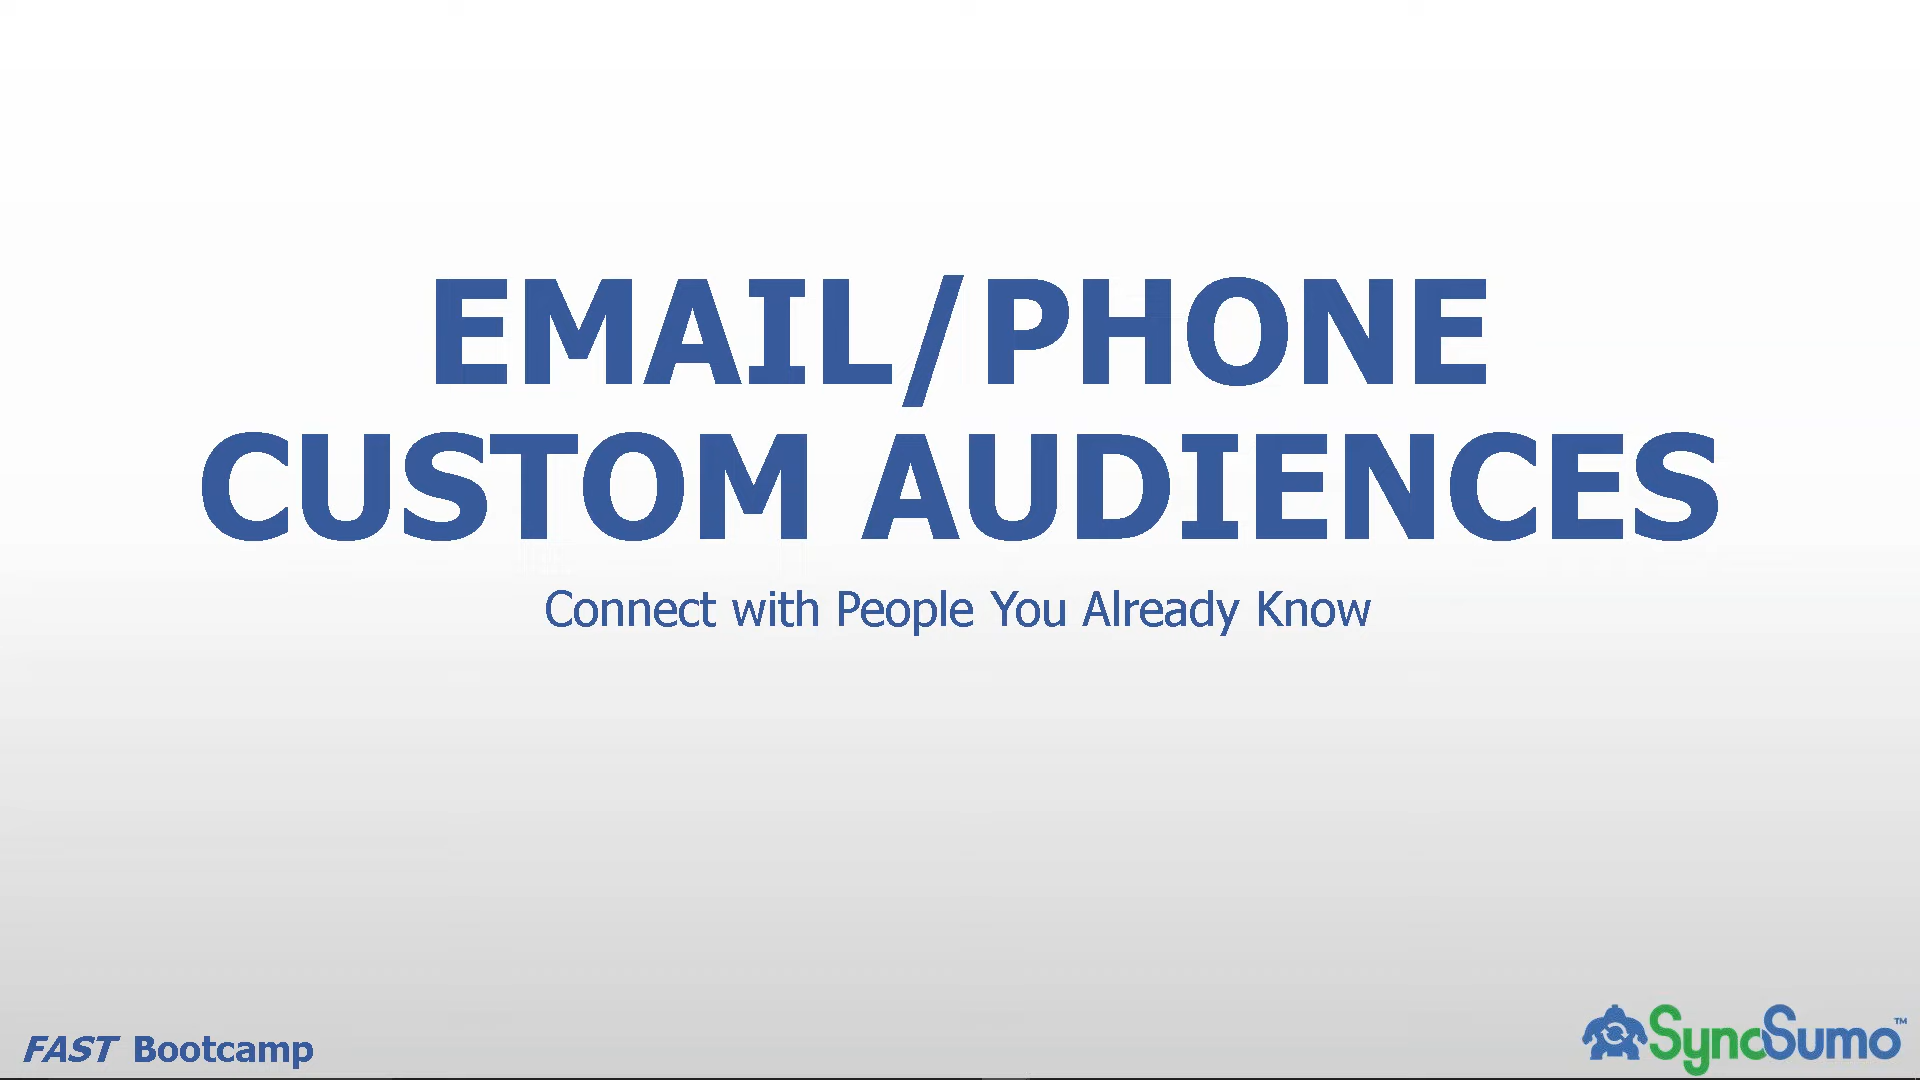 EMAIL/PHONE
CUSTOM AUDIENCES
Connect with People You Already Know
FAST Bootcamp
SyncSumo™